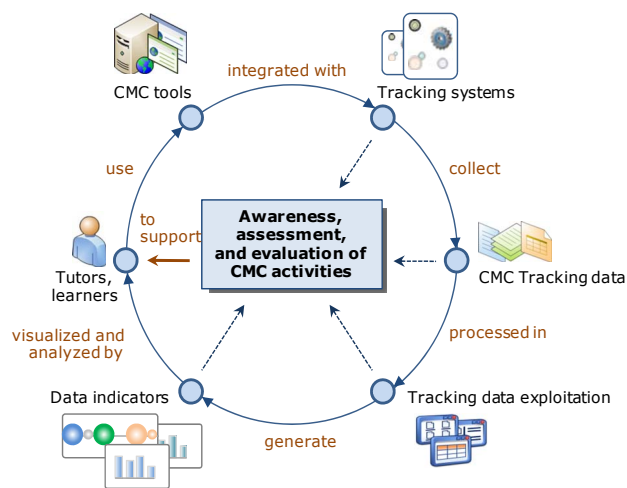 integrated with
CMC tools
Tracking systems
use
collect
to
support
Awareness,
assessment,
and evaluation of
CMC activities
Tutors,
learners
CMC Tracking data
visualized and
analyzed by
processed in
Data indicators
Tracking data exploitation
generate